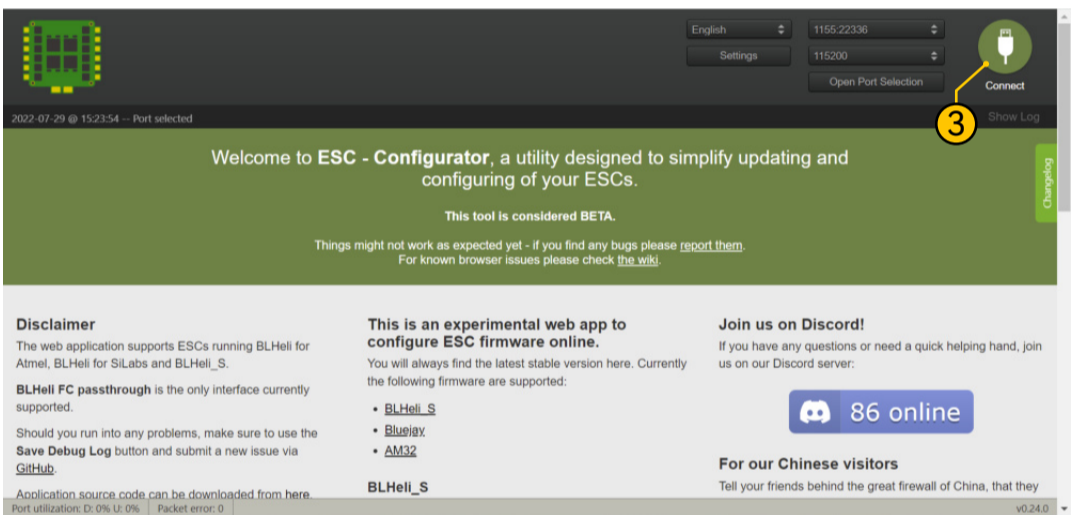 English
1155:22336
Settings
115200
Open Port Selection
Connect
3
2022-07-29 @ 15:23:54 -- Port selected
Show Log
Welcome to ESC - Configurator, a utility designed to simplify updating and
configuring of your ESCs.
This tool is considered BETA.
Things might not work as expected yet - if you find any bugs please report them.
For known browser issues please check the wiki.
Changelog
Disclaimer
The web application supports ESCs running BLHeli for
Atmel, BLHeli for SiLabs and BLHeli_S.
BLHeli FC passthrough is the only interface currently
supported.
Should you run into any problems, make sure to use the
Save Debug Log button and submit a new issue via
GitHub.
Application source code can be downloaded from here.
This is an experimental web app to
configure ESC firmware online.
You will always find the latest stable version here. Currently
the following firmware are supported:
• BLHeli_S
• Bluejay
• AM32
BLHeli_S
Join us on Discord!
If you have any questions or need a quick helping hand, join
us on our Discord server:
86 online
For our Chinese visitors
Tell your friends behind the great firewall of China, that they
Port utilization: D: 0% U: 0%
Packet error: 0
v0.24.0